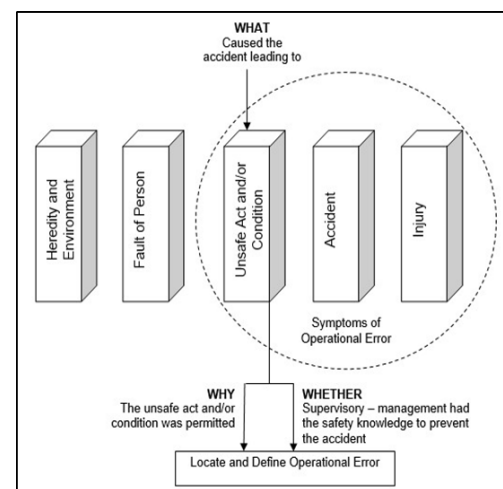 WHAT
Caused the
accident leading to
Heredity and
Environment
Fault of Person
Unsafe Act and/or
Condition
Accident
Injury
Symptoms of
Operational Error
WHY
The unsafe act and/or
condition was permitted
WHETHER
Supervisory – management had
the safety knowledge to prevent
the accident
Locate and Define Operational Error